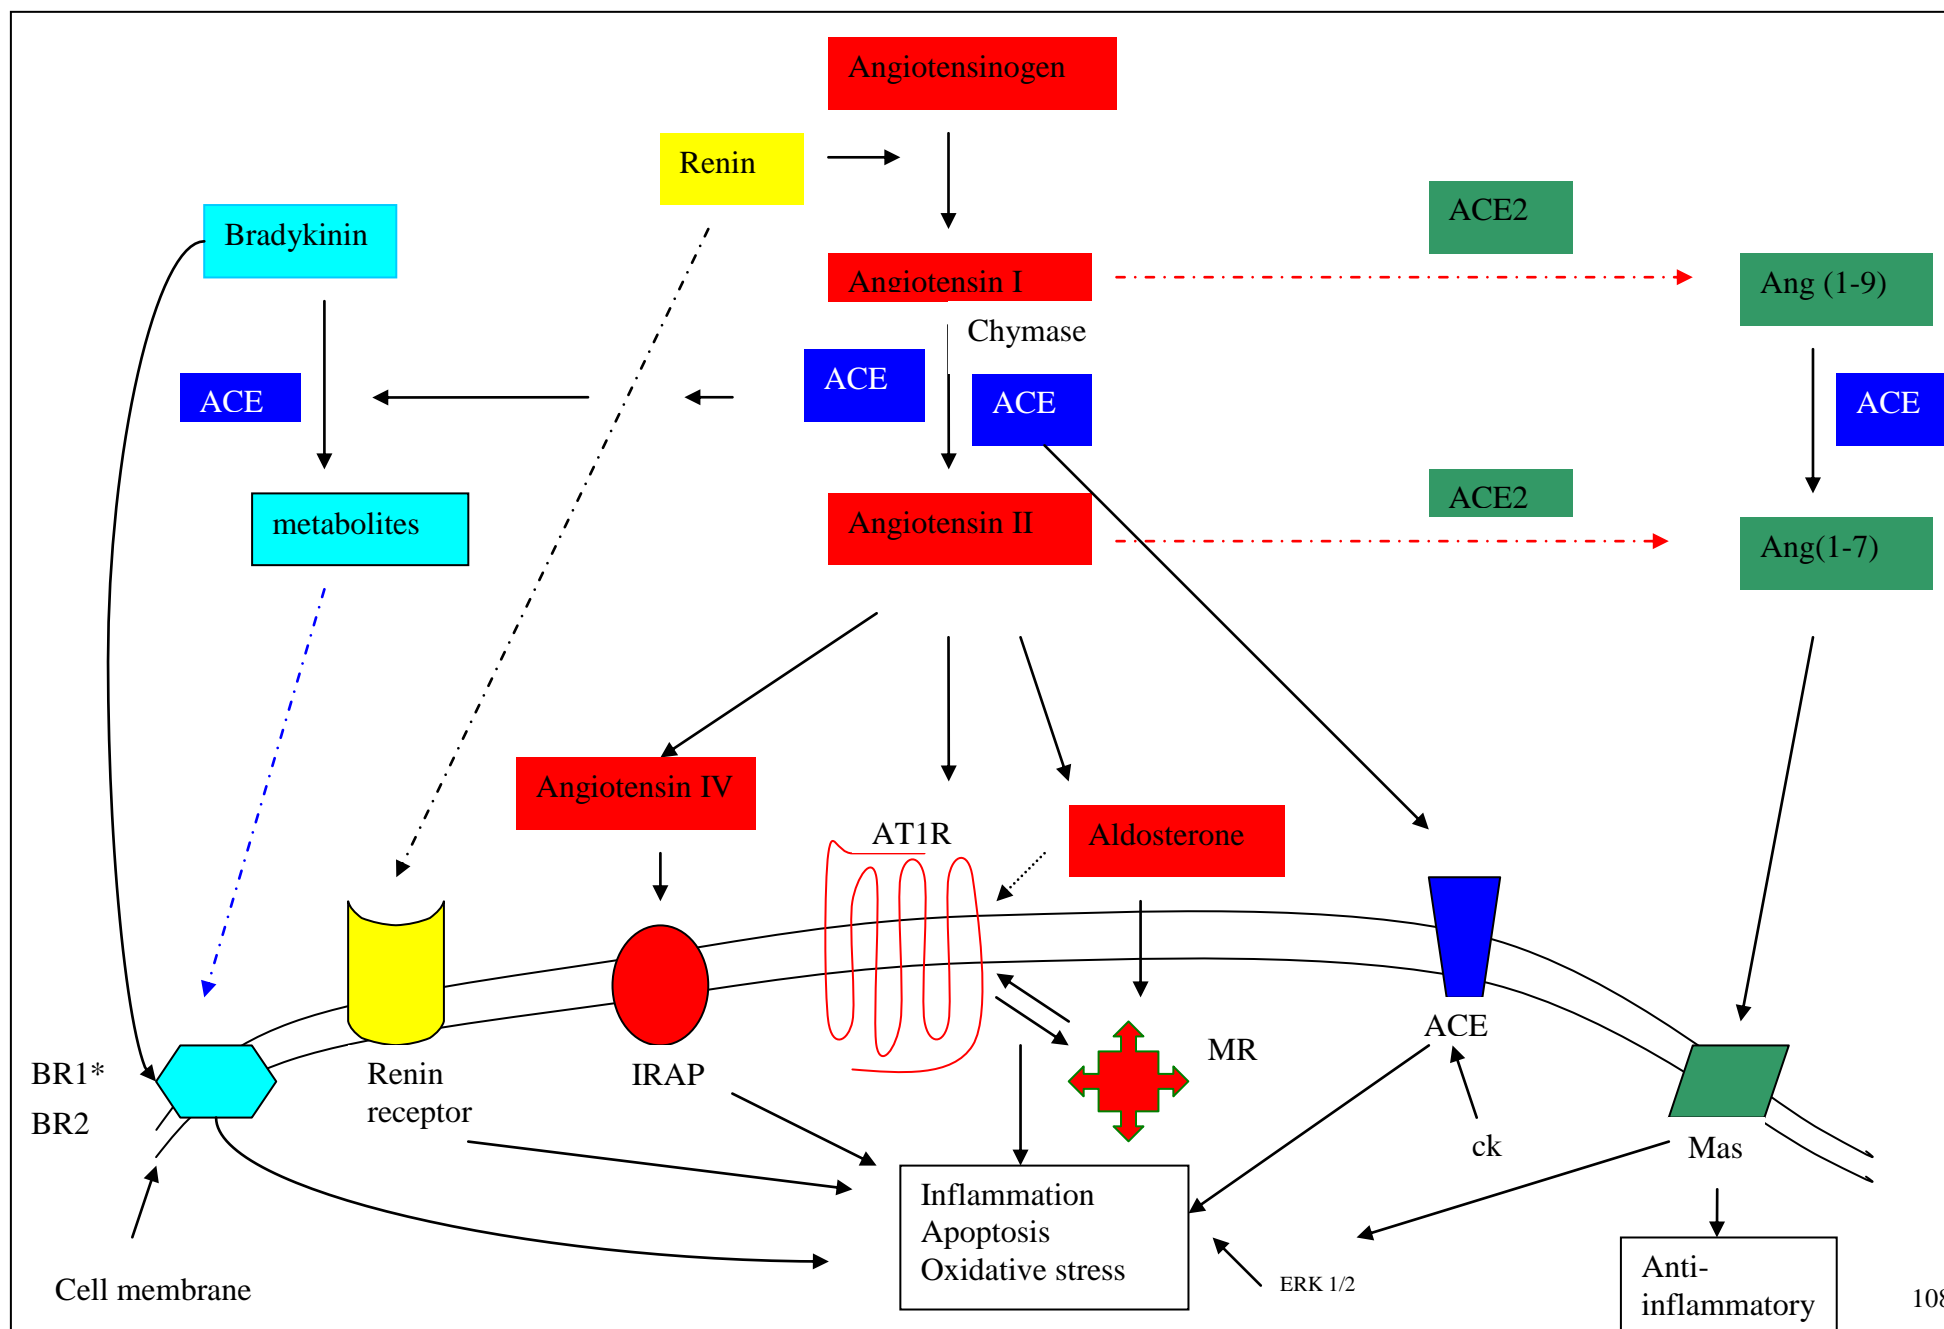 Angiotensinogen
Renin
ACE2
Bradykinin
Angiotensin I
Ang (1-9)
Chymase
ACE
ACE
ACE
ACE
metabolites
Angiotensin II
ACE2
Ang(1-7)
Angiotensin IV
AT1R
Aldosterone
BR1*
BR2
Renin
receptor
IRAP
MR
ACE
ck
Mas
Inflammation
Apoptosis
Oxidative stress
ERK 1/2
Cell membrane
Anti-
inflammatory
108